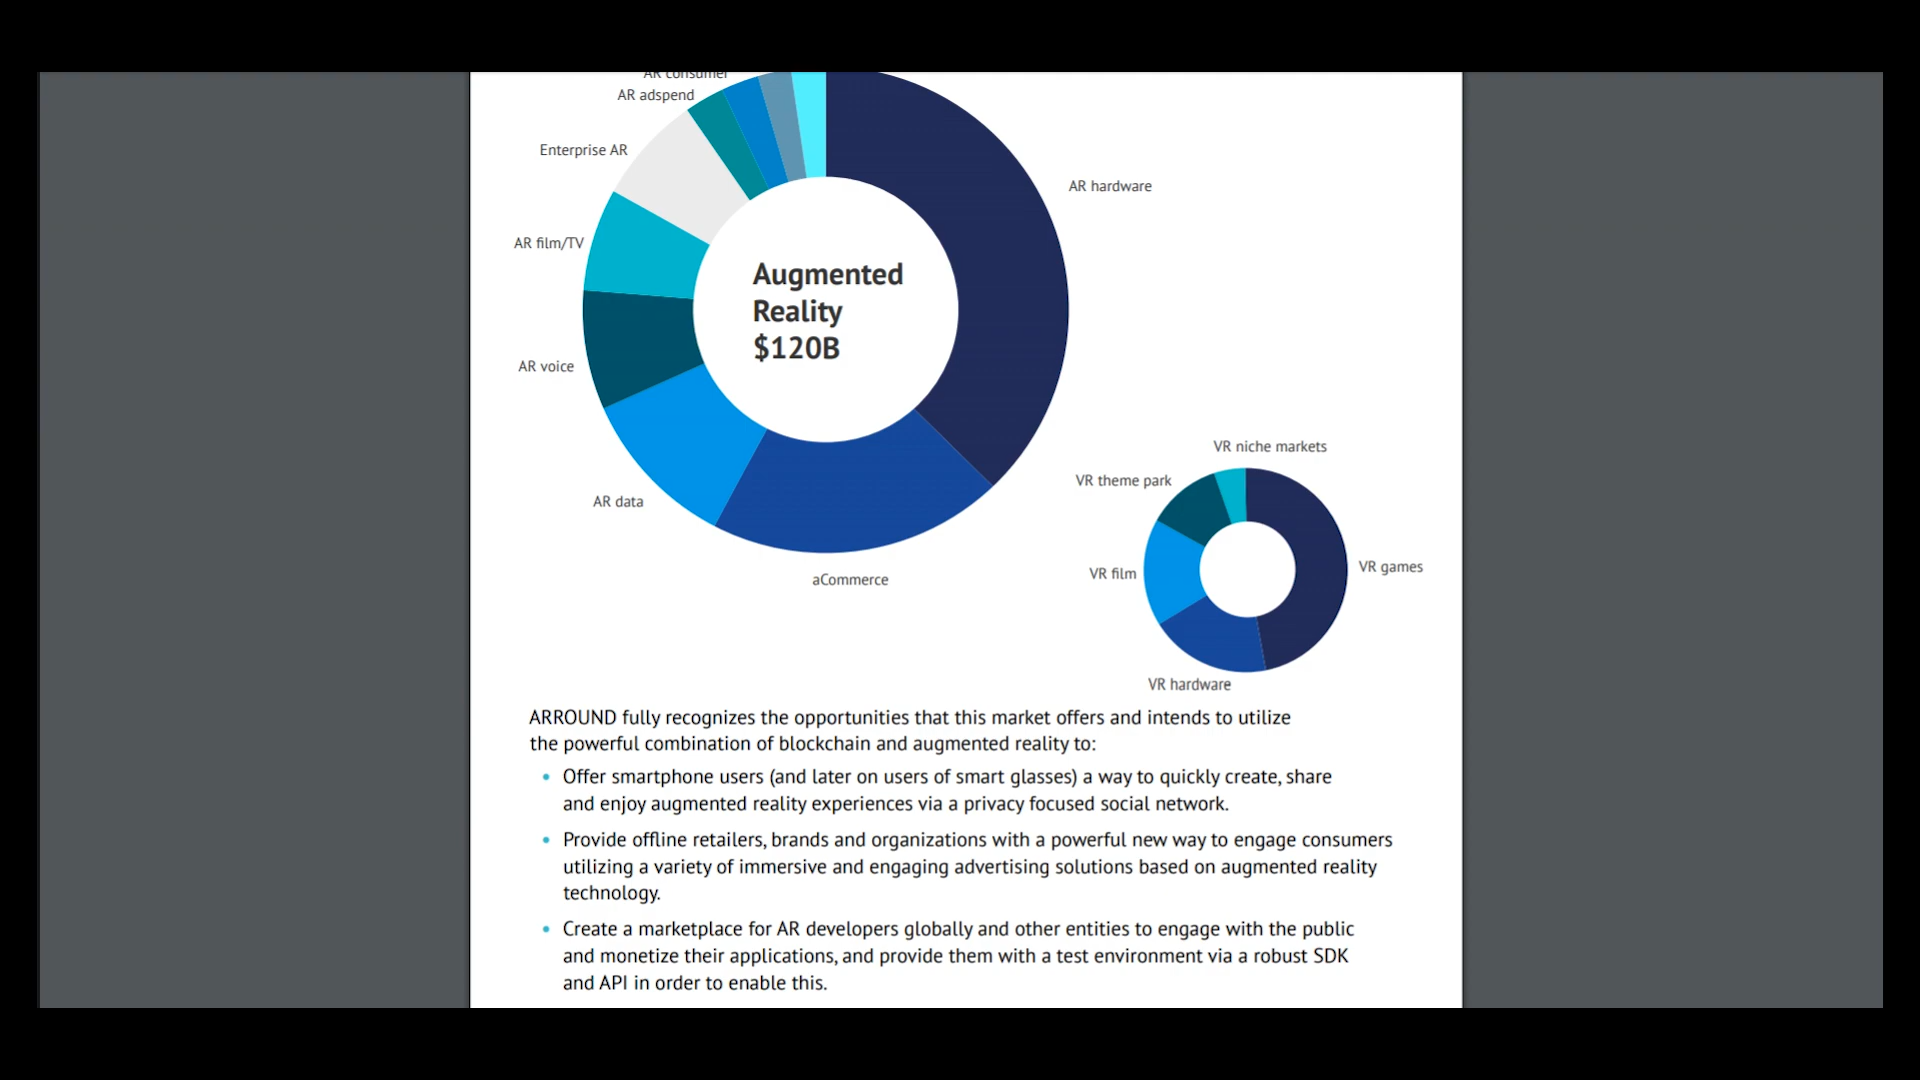 AR consumer
AR adspend
Enterprise AR
AR hardware
AR film/TV
Augmented
Reality
$120B
AR voice
AR data
aCommerce
VR niche markets
VR theme park
VR games
VR film
VR hardware
ARROUND fully recognizes the opportunities that this market offers and intends to utilize
the powerful combination of blockchain and augmented reality to:
• Offer smartphone users (and later on users of smart glasses) a way to quickly create, share
and enjoy augmented reality experiences via a privacy focused social network.
• Provide offline retailers, brands and organizations with a powerful new way to engage consumers
utilizing a variety of immersive and engaging advertising solutions based on augmented reality
technology.
• Create a marketplace for AR developers globally and other entities to engage with the public
and monetize their applications, and provide them with a test environment via a robust SDK
and API in order to enable this.